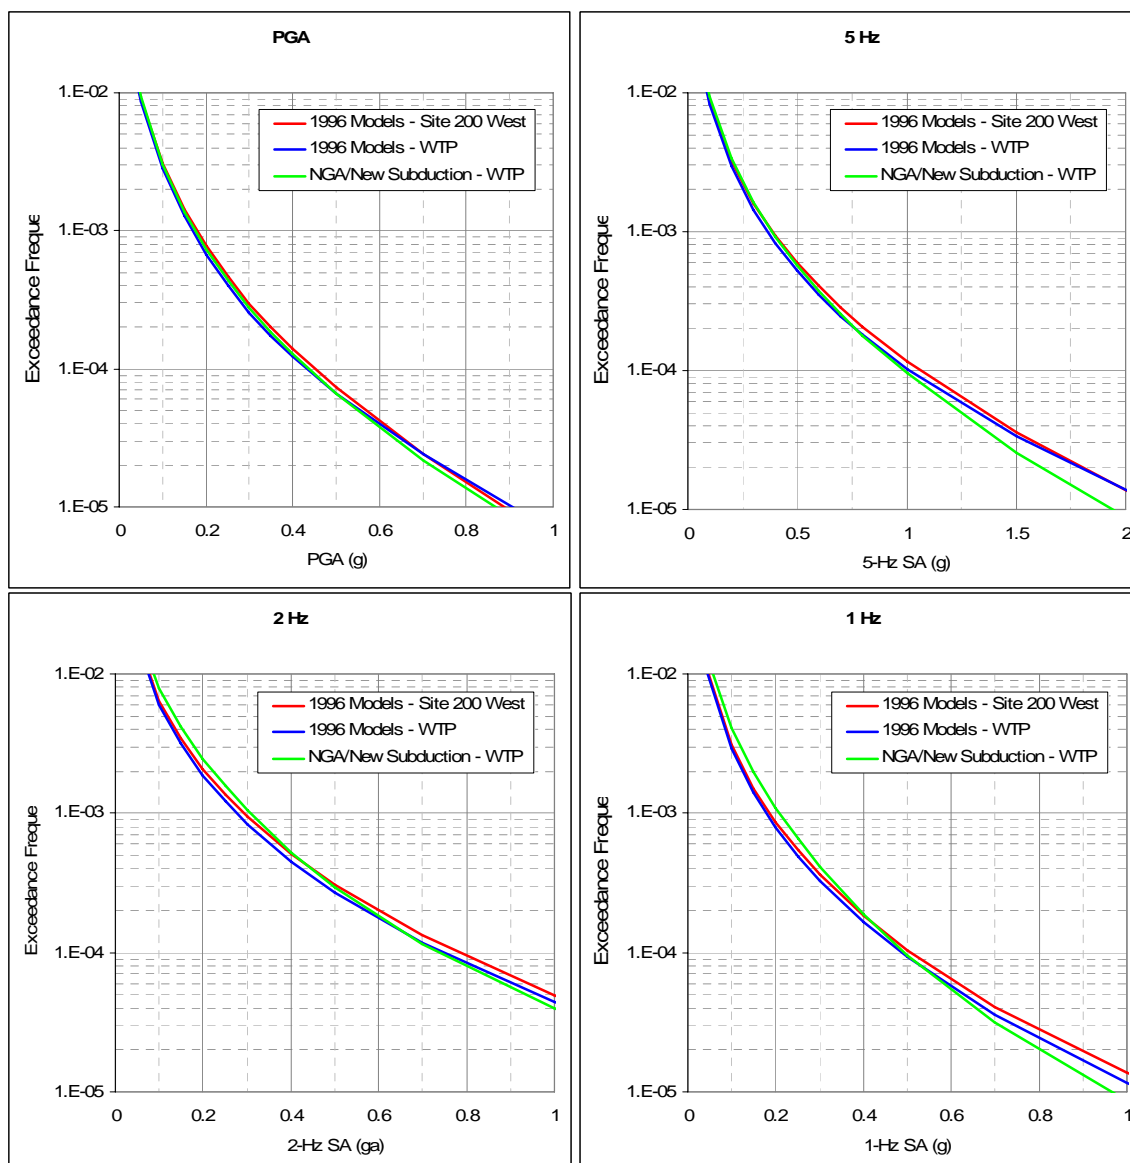 PGA
1.E-02
1.E-03
1.E-04
1.E-05
Exceedance Freque
1996 Models - Site 200 West
1996 Models - WTP
NGA/New Subduction - WTP
0 0.2 0.4 0.6 0.8 1
PGA (g)
5 Hz
1.E-02
1.E-03
1.E-04
1.E-05
Exceedance Freque
1996 Models - Site 200 West
1996 Models - WTP
NGA/New Subduction - WTP
0 0.5 1 1.5 2
5-Hz SA (g)
2 Hz
1.E-02
1.E-03
1.E-04
1.E-05
Exceedance Freque
1996 Models - Site 200 West
1996 Models - WTP
NGA/New Subduction - WTP
0 0.2 0.4 0.6 0.8 1
2-Hz SA (ga)
1 Hz
1.E-02
1.E-03
1.E-04
1.E-05
Exceedance Freque
1996 Models - Site 200 West
1996 Models - WTP
NGA/New Subduction - WTP
0 0.2 0.4 0.6 0.8 1
1-Hz SA (g)